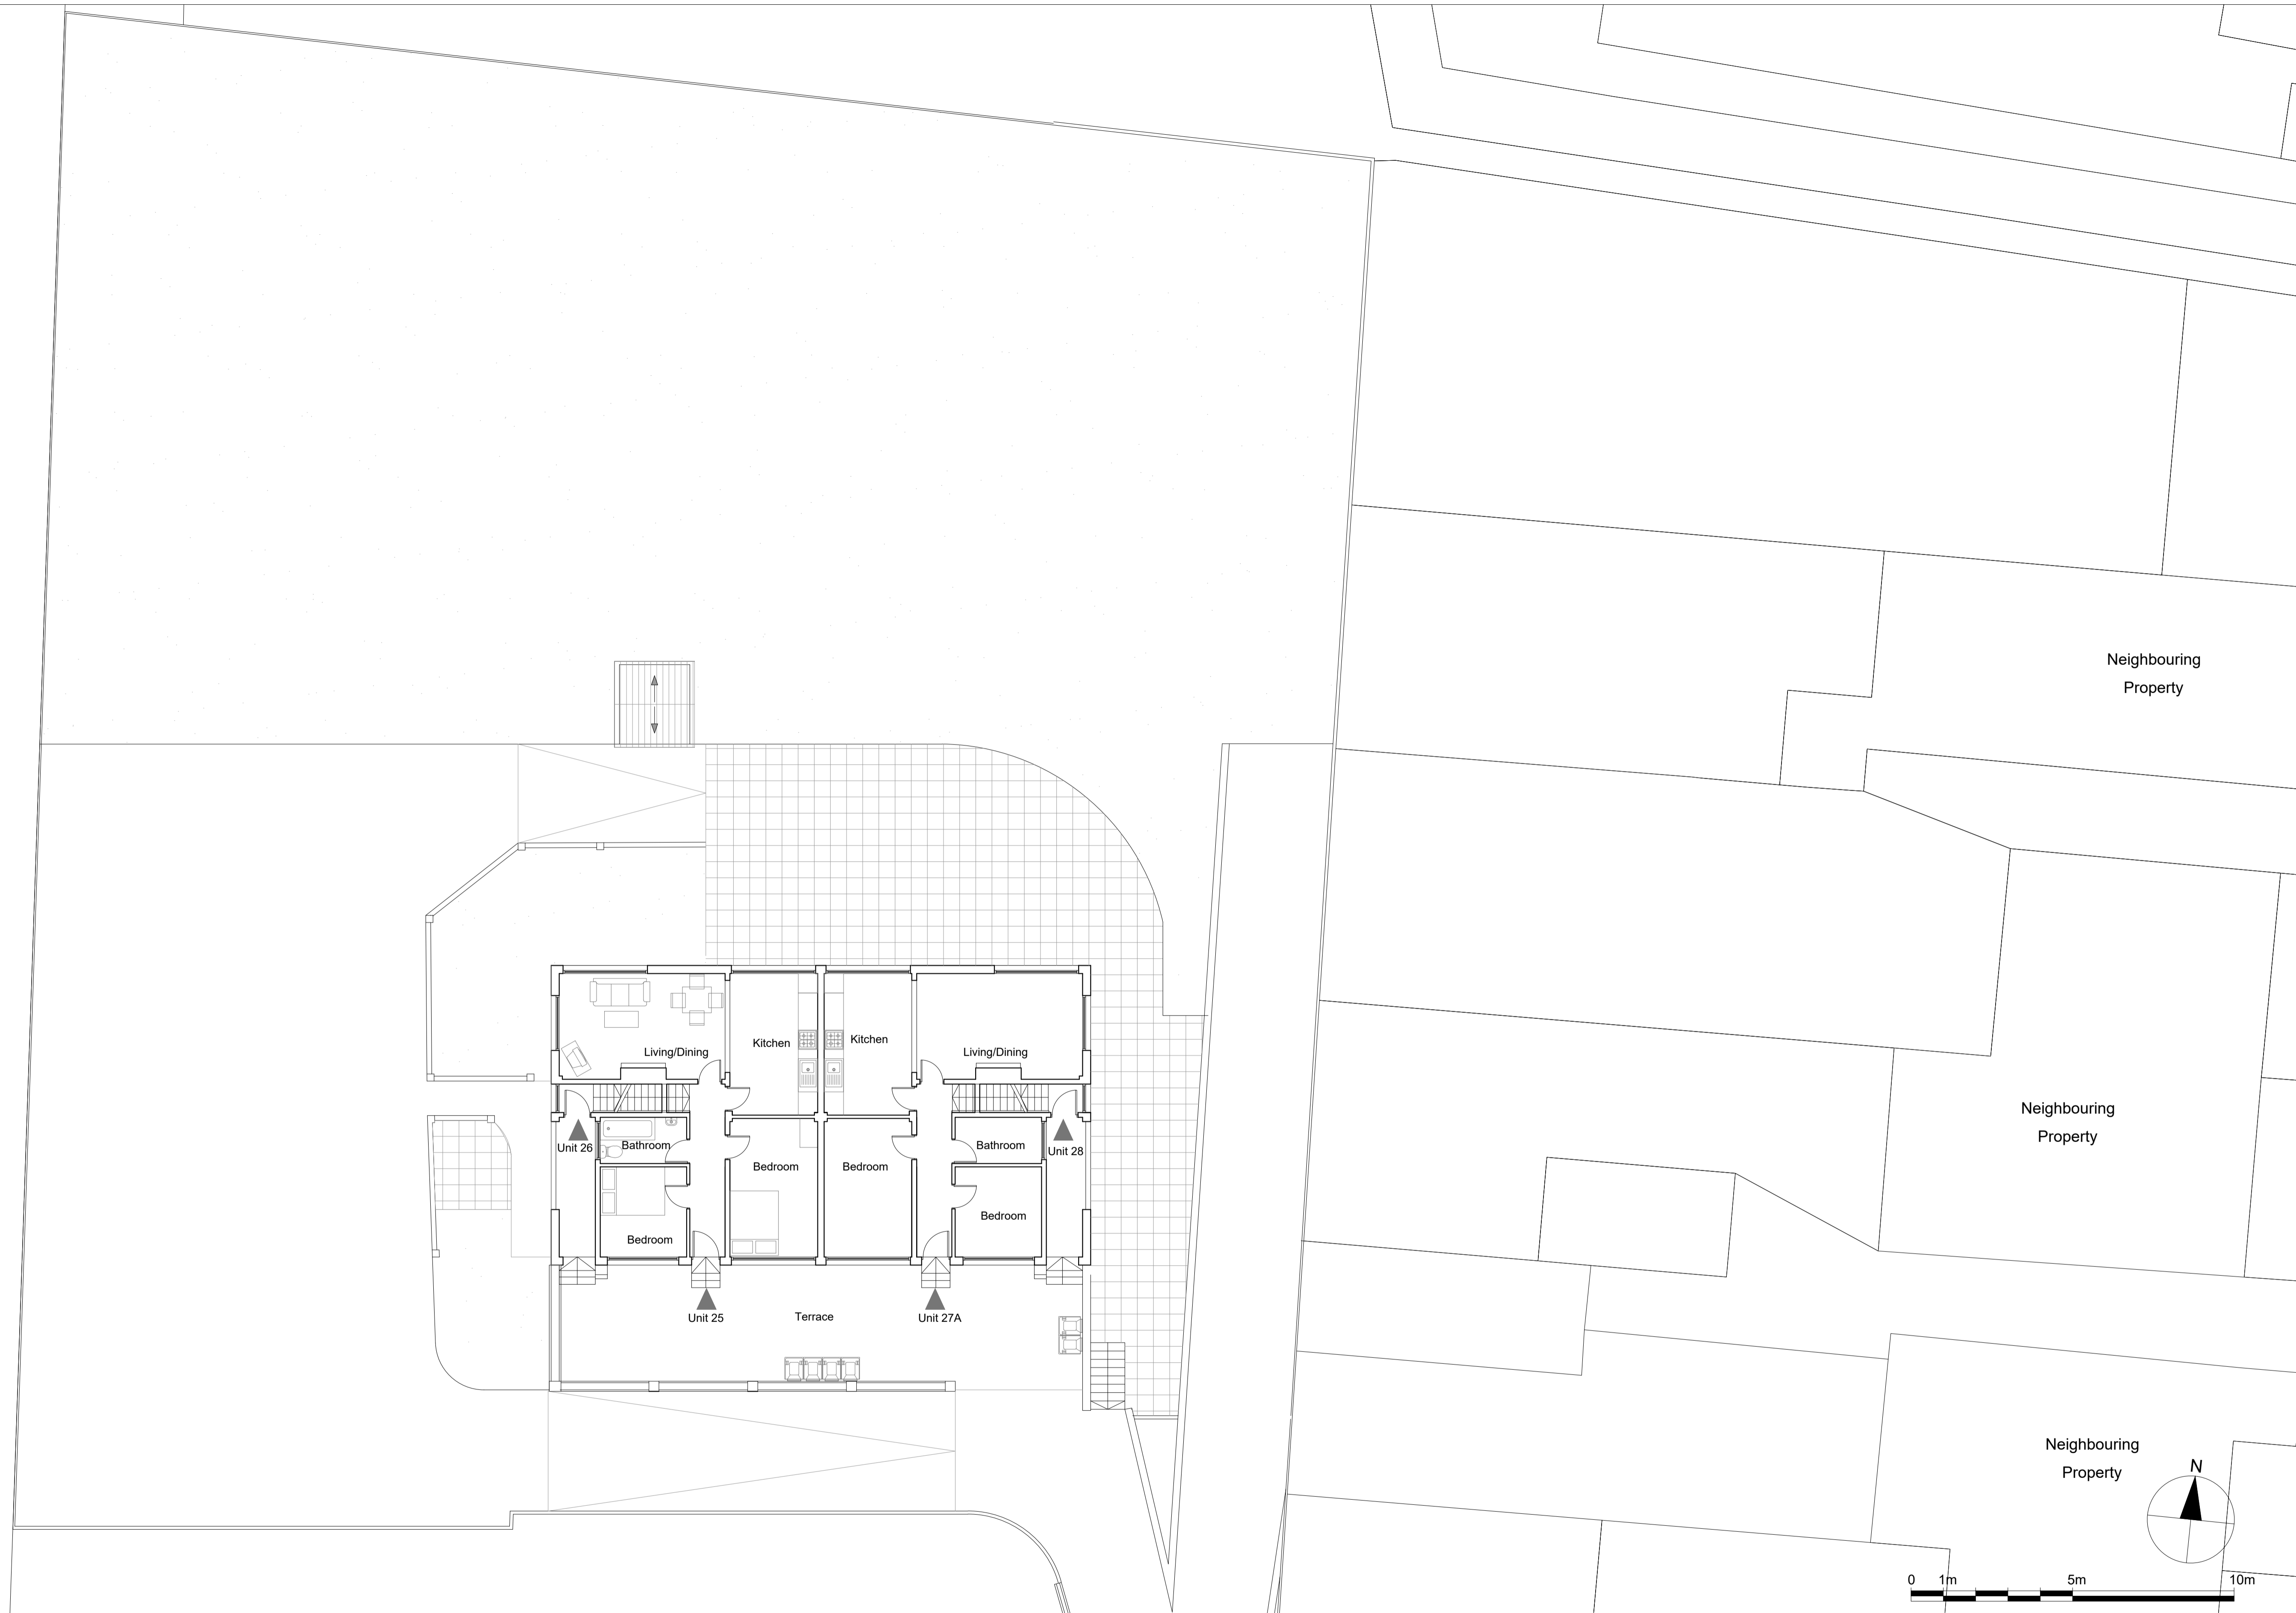 Neighbouring
Property
Kitchen
Kitchen
Living/Dining
Living/Dining
Unit 26
Bathroom
Bathroom
Unit 28
Bedroom
Bedroom
Bedroom
Bedroom
Neighbouring
Property
Unit 25
Terrace
Unit 27A
Neighbouring
Property
N
0 1m 5m 10m